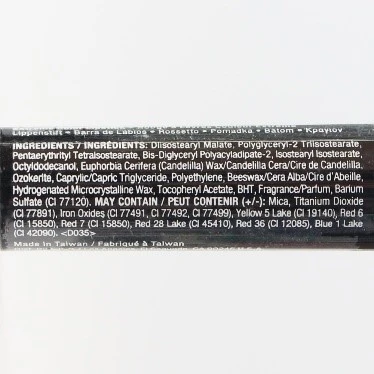 Lippenstift • Barra de Labios • Rossetto • Pomadka • Batom • Κραγιόν
INGREDIENTS / INGRÉDIENTS: Diisostearyl Malate, Polyglyceryl-2 Triisostearate,
Pentaerythrityl Tetraisostearate, Bis-Diglyceryl Polyacyladipate-2, Isostearyl Isostearate,
Octyldodecanol, Euphorbia Cerifera (Candelilla) Wax/Candelilla Cera/Cire de Candelilla,
Ozokerite, Caprylic/Capric Triglyceride, Polyethylene, Beeswax/Cera Alba/Cire d'Abeille,
Hydrogenated Microcrystalline Wax, Tocopheryl Acetate, BHT, Fragrance/Parfum, Barium
Sulfate (CI 77120). MAY CONTAIN / PEUT CONTENIR (+/-): Mica, Titanium Dioxide
(CI 77891), Iron Oxides (CI 77491, CI 77492, CI 77499), Yellow 5 Lake (CI 19140), Red 6
(CI 15850), Red 7 (CI 15850), Red 28 Lake (CI 45410), Red 36 (CI 12085), Blue 1 Lake
(CI 42090). <D035>
Made in Taiwan / Fabriqué à Taïwan